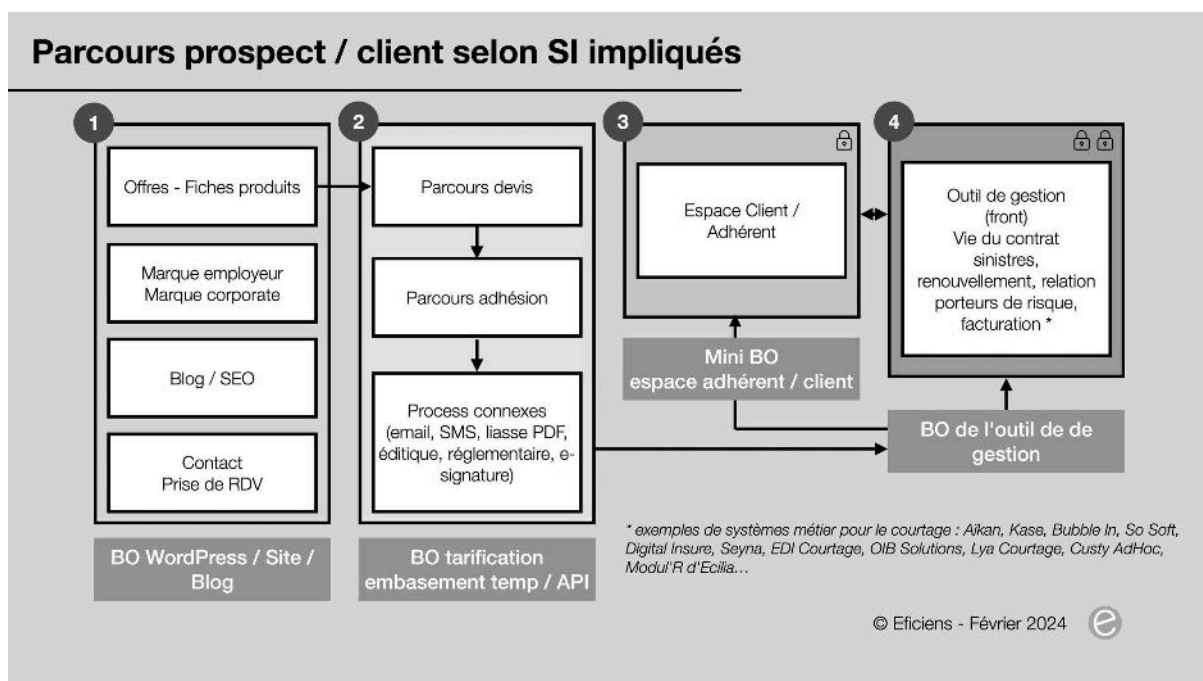 Parcours prospect / client selon SI impliqués
1
Offres - Fiches produits
Marque employeur
Marque corporate
Blog / SEO
Contact
Prise de RDV
BO WordPress / Site /
Blog
2
Parcours devis
Parcours adhésion
Process connexes
(email, SMS, liasse PDF,
éditique, réglementaire, e-
signature)
BO tarification
embasement temp / API
3
Espace Client /
Adhérent
Mini BO
espace adhérent / client
4
Outil de gestion
(front)
Vie du contrat
sinistres,
renouvellement, relation
porteurs de risque,
facturation *
BO de l'outil de de
gestion
* exemples de systèmes métier pour le courtage : Aïkan, Kase, Bubble In, So Soft,
Digital Insure, Seyna, EDI Courtage, OIB Solutions, Lya Courtage, Custy AdHoc,
Modul'R d'Ecilia…
© Eficiens - Février 2024
e